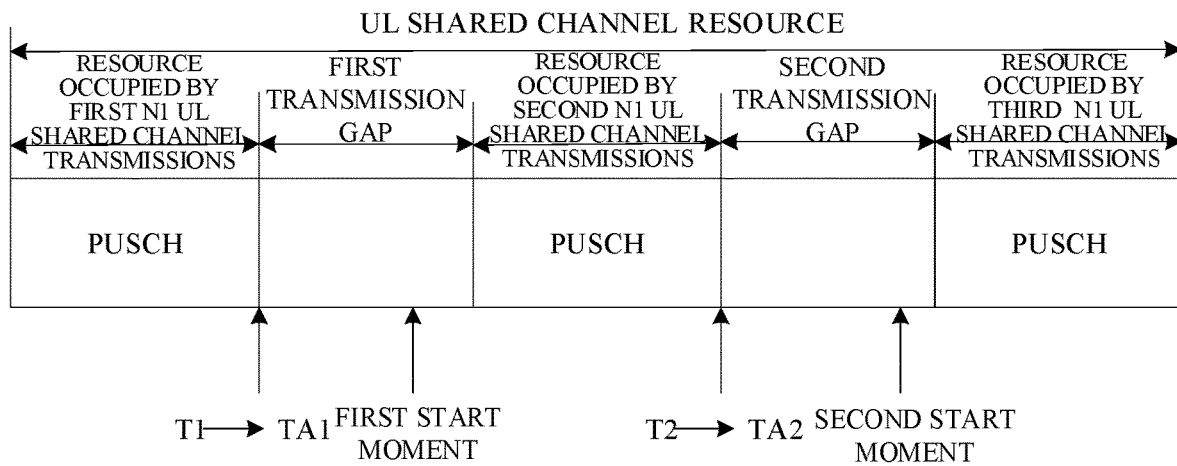 UL SHARED CHANNEL RESOURCE
RESOURCE
OCCUPIED BY
FIRST N1 UL
SHARED CHANNEL
TRANSMISSIONS
FIRST
TRANSMISSION
GAP
RESOURCE
OCCUPIED BY
SECOND N1 UL
SHARED CHANNEL
TRANSMISSIONS
SECOND
TRANSMISSION
GAP
RESOURCE
OCCUPIED BY
THIRD N1 UL
SHARED CHANNEL
TRANSMISSIONS
PUSCH
PUSCH
PUSCH
T1
TA1
FIRST START
MOMENT
T2
TA2
SECOND START
MOMENT